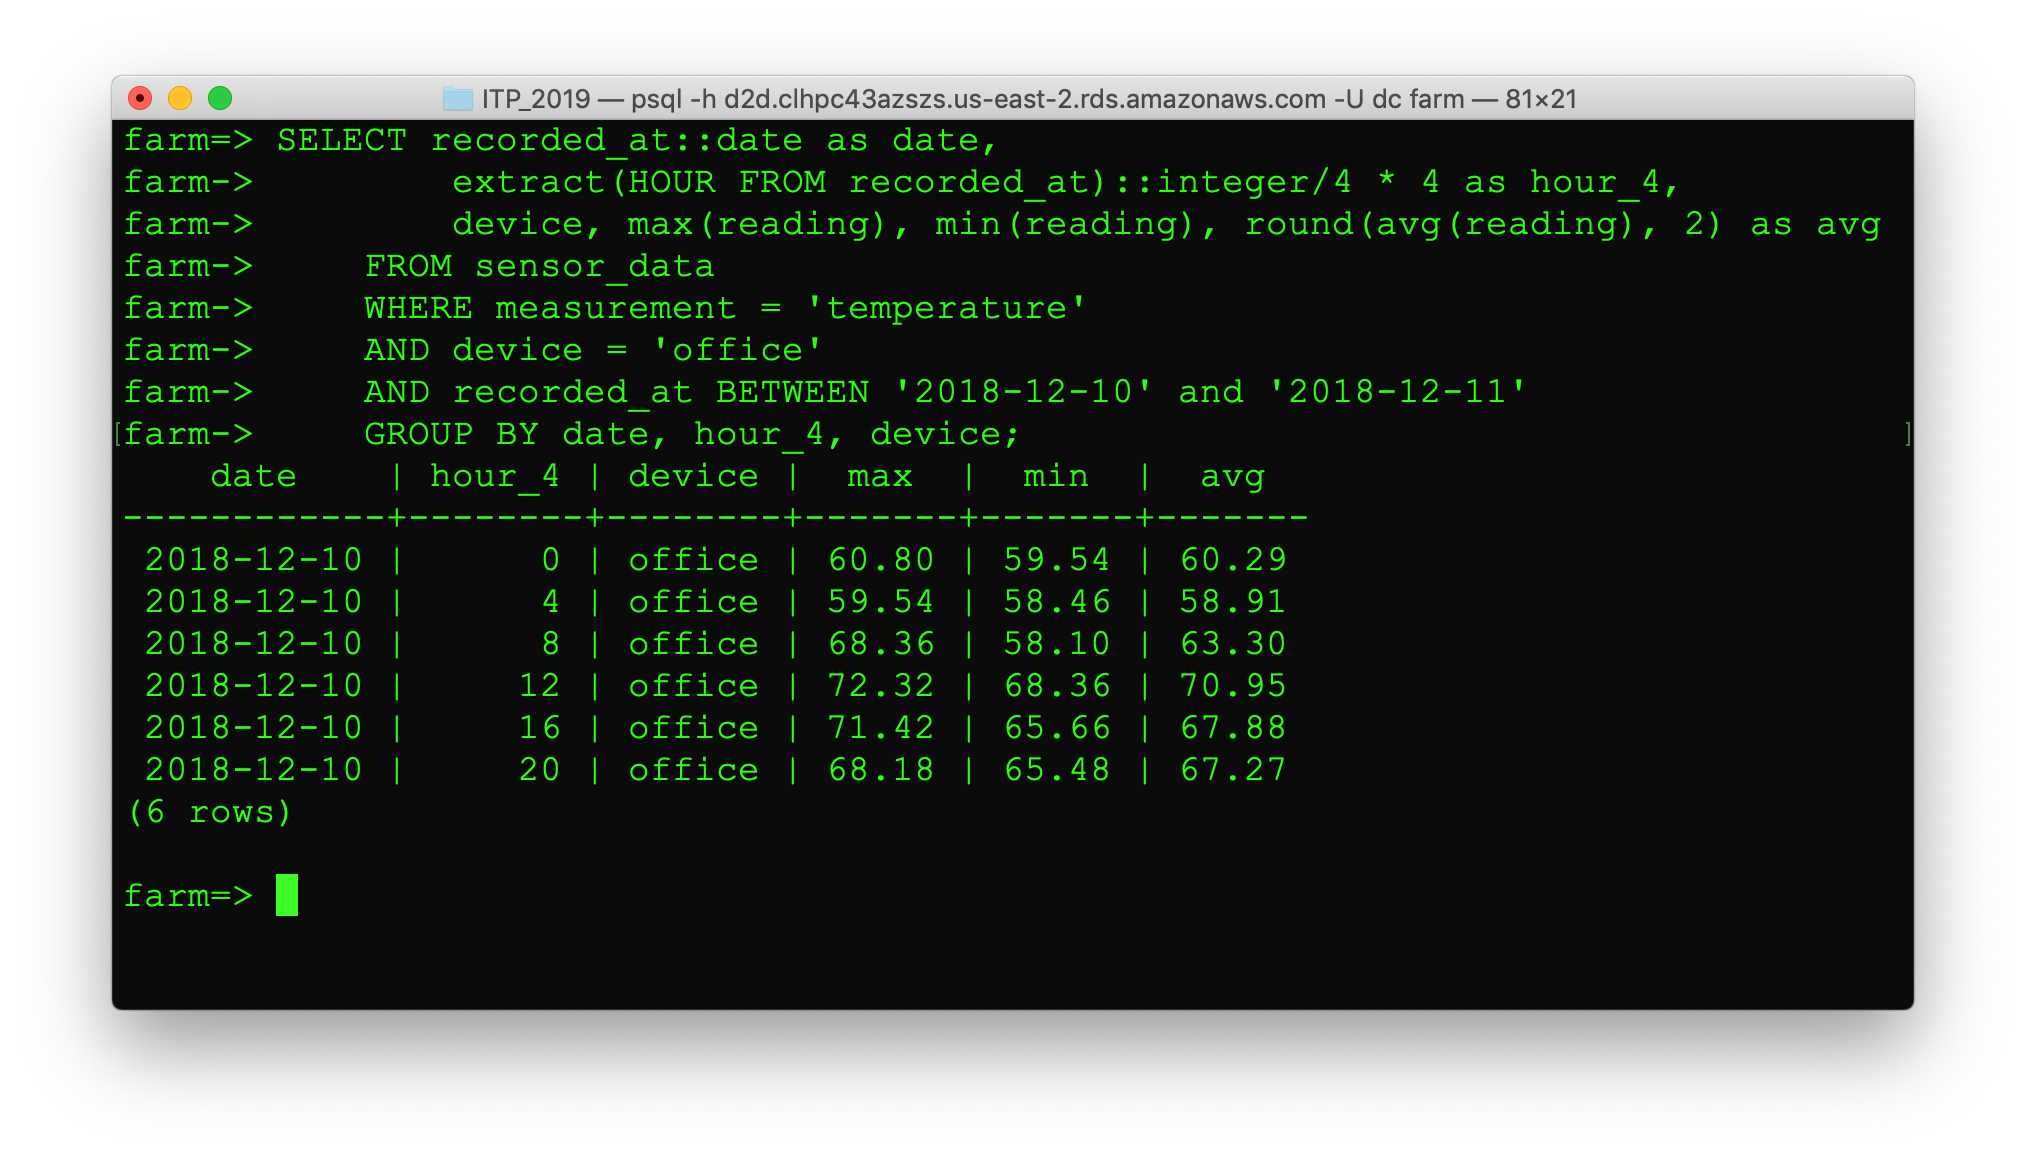 ITP_2019 — psql -h d2d.clhpc43azszs.us-east-2.rds.amazonaws.com -U dc farm — 81×21
farm=> SELECT recorded_at::date as date,
farm->         extract(HOUR FROM recorded_at)::integer/4 * 4 as hour_4,
farm->         device, max(reading), min(reading), round(avg(reading), 2) as avg
farm->     FROM sensor_data
farm->     WHERE measurement = 'temperature'
farm->     AND device = 'office'
farm->     AND recorded_at BETWEEN '2018-12-10' and '2018-12-11'
[farm->     GROUP BY date, hour_4, device;                                        ]
    date    | hour_4 | device |  max  |  min  |  avg
------------+--------+--------+-------+-------+-------
 2018-12-10 |      0 | office | 60.80 | 59.54 | 60.29
 2018-12-10 |      4 | office | 59.54 | 58.46 | 58.91
 2018-12-10 |      8 | office | 68.36 | 58.10 | 63.30
 2018-12-10 |     12 | office | 72.32 | 68.36 | 70.95
 2018-12-10 |     16 | office | 71.42 | 65.66 | 67.88
 2018-12-10 |     20 | office | 68.18 | 65.48 | 67.27
(6 rows)
farm=>